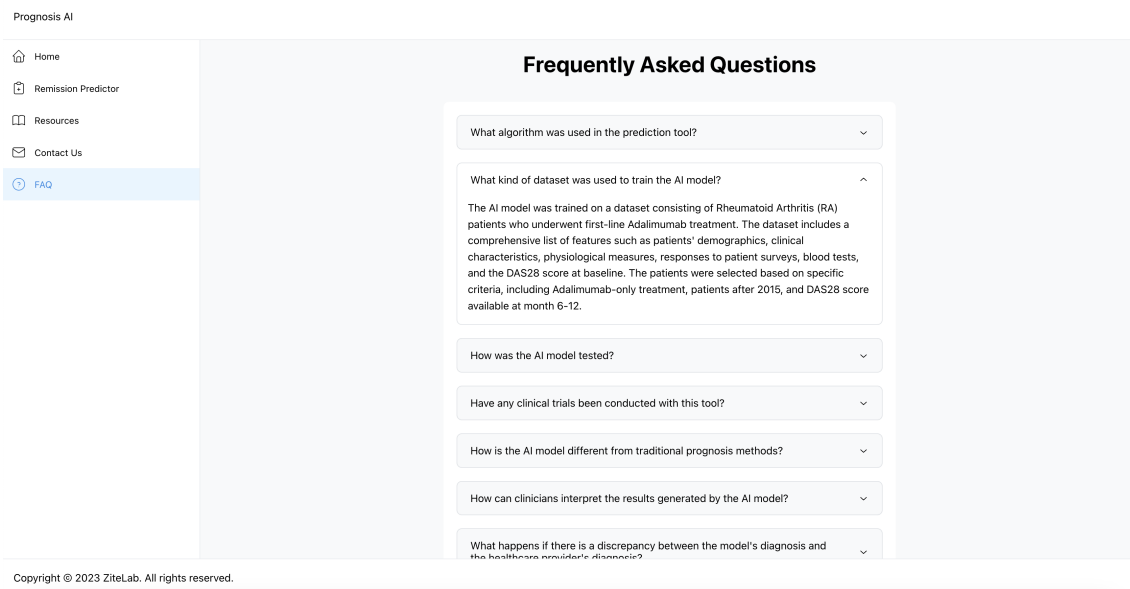 Prognosis AI
Home
Remission Predictor
Resources
Contact Us
FAQ
Frequently Asked Questions
What algorithm was used in the prediction tool?
What kind of dataset was used to train the AI model?
The AI model was trained on a dataset consisting of Rheumatoid Arthritis (RA)
patients who underwent first-line Adalimumab treatment. The dataset includes a
comprehensive list of features such as patients' demographics, clinical
characteristics, physiological measures, responses to patient surveys, blood tests,
and the DAS28 score at baseline. The patients were selected based on specific
criteria, including Adalimumab-only treatment, patients after 2015, and DAS28 score
available at month 6-12.
How was the AI model tested?
Have any clinical trials been conducted with this tool?
How is the AI model different from traditional prognosis methods?
How can clinicians interpret the results generated by the AI model?
What happens if there is a discrepancy between the model's diagnosis and
the healthcare provider's diagnosis?
Copyright © 2023 ZiteLab. All rights reserved.